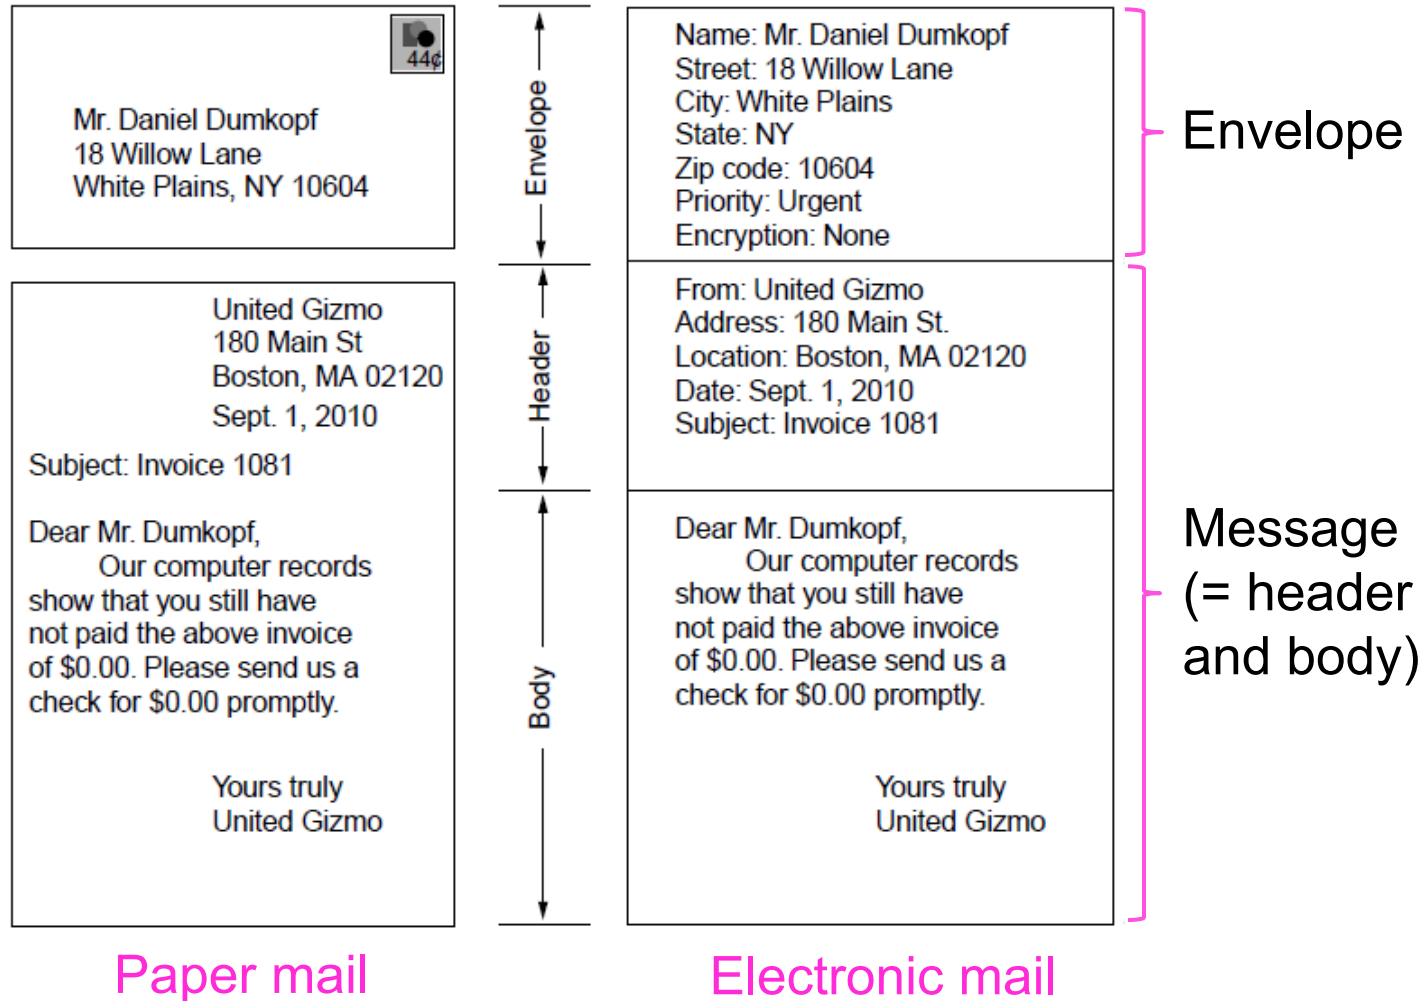 44¢
Mr. Daniel Dumkopf
18 Willow Lane
White Plains, NY 10604
United Gizmo
180 Main St
Boston, MA 02120
Sept. 1, 2010
Subject: Invoice 1081
Dear Mr. Dumkopf,
Our computer records
show that you still have
not paid the above invoice
of $0.00. Please send us a
check for $0.00 promptly.
Yours truly
United Gizmo
Paper mail
Envelope
Header
Body
Name: Mr. Daniel Dumkopf
Street: 18 Willow Lane
City: White Plains
State: NY
Zip code: 10604
Priority: Urgent
Encryption: None
From: United Gizmo
Address: 180 Main St.
Location: Boston, MA 02120
Date: Sept. 1, 2010
Subject: Invoice 1081
Dear Mr. Dumkopf,
Our computer records
show that you still have
not paid the above invoice
of $0.00. Please send us a
check for $0.00 promptly.
Yours truly
United Gizmo
Electronic mail
Envelope
Message
(= header
and body)